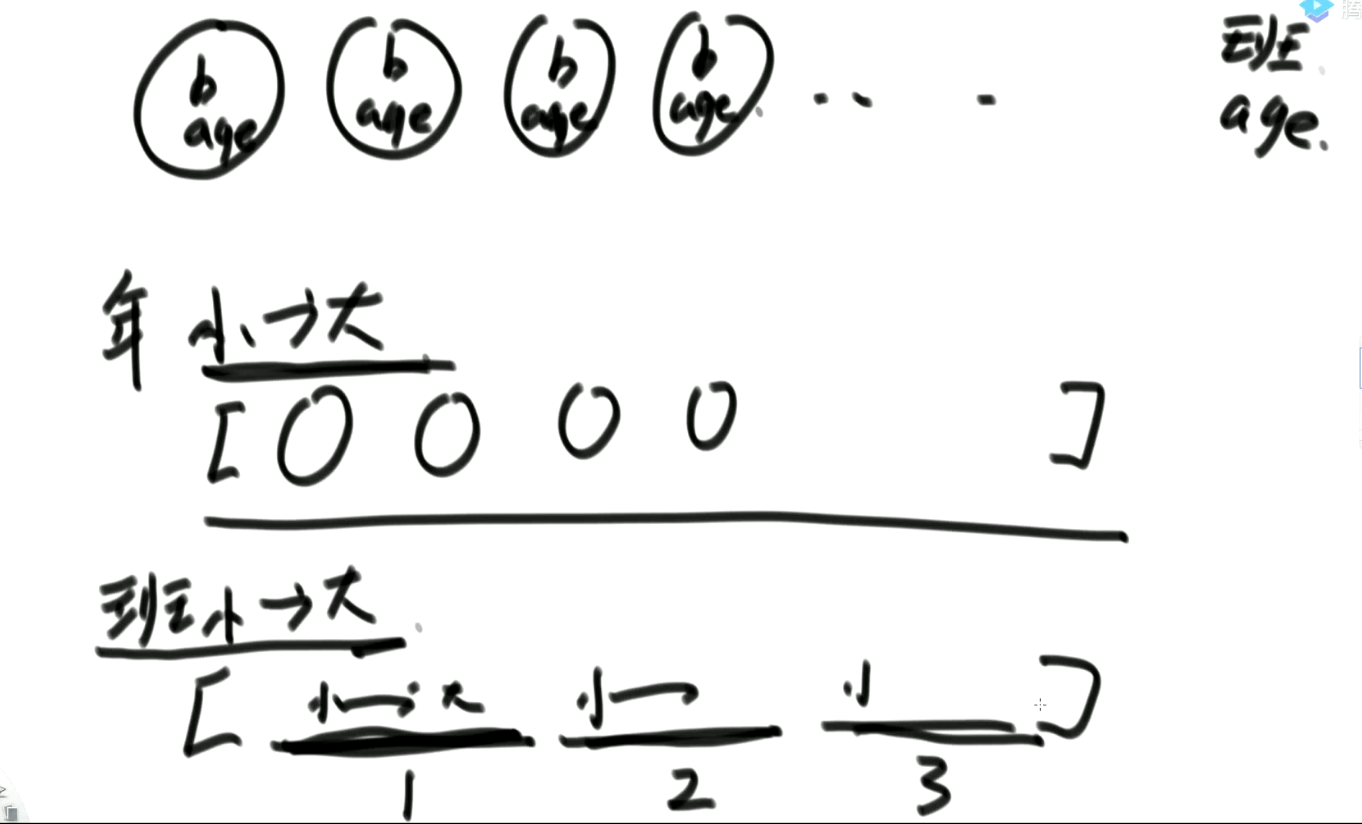 b b b b 班
age age age age. age.
年 小→大
[ O O O O ]
班小→大
[ 小→大 小→ 小 ]
1 2 3